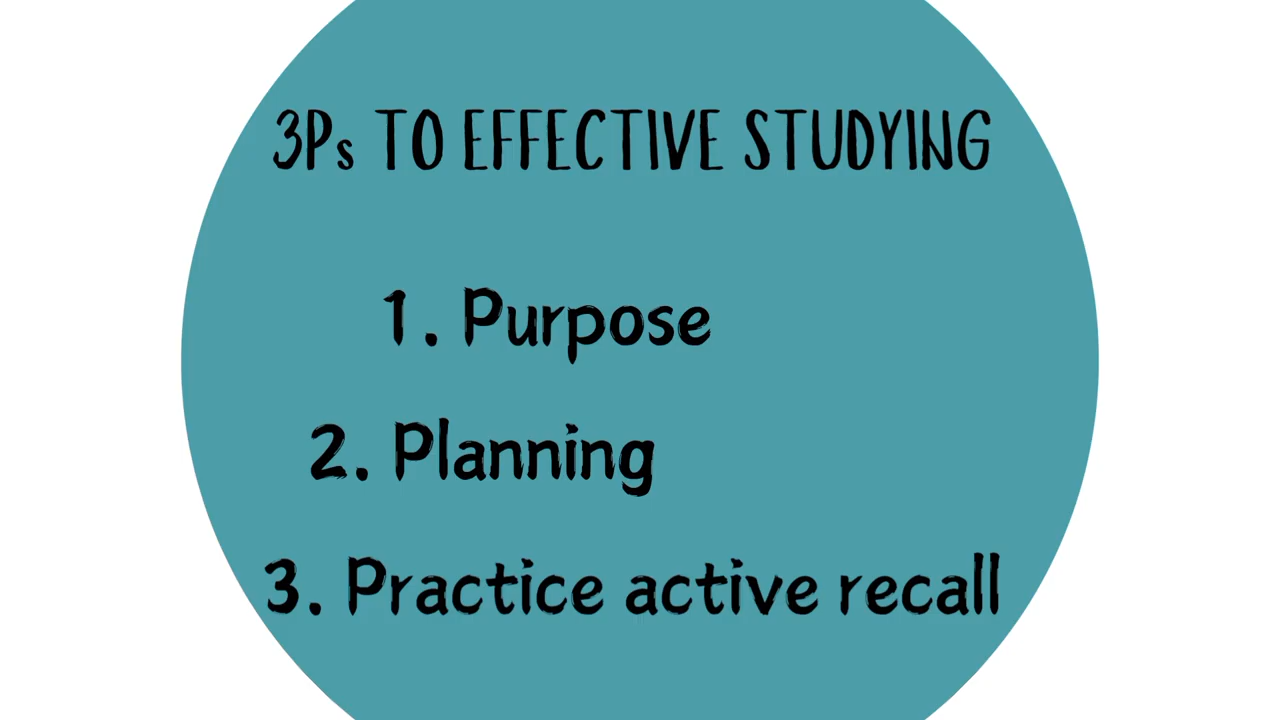 3Ps TO EFFECTIVE STUDYING
1. Purpose
2. Planning
3. Practice active recall